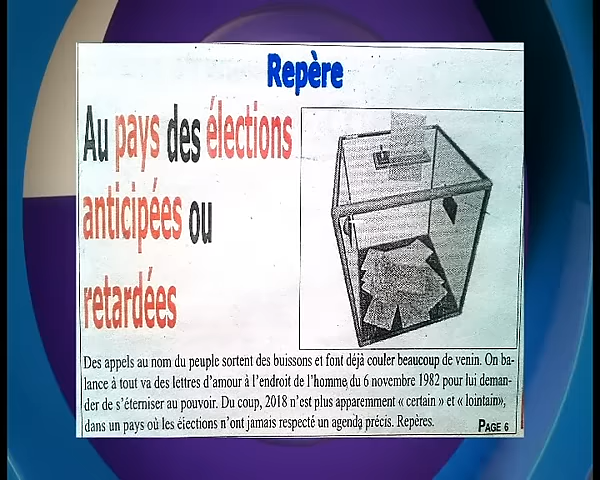 Repère
Au pays des élections
anticipées ou
retardées
Des appels au nom du peuple sortent des buissons et font déjà couler beaucoup de venin. On ba-
lance à tout va des lettres d'amour à l'endroit de l'homme du 6 novembre 1982 pour lui deman-
der de s'éterniser au pouvoir. Du coup, 2018 n'est plus apparemment « certain » et « lointain»,
dans un pays où les élections n'ont jamais respecté un agenda précis. Repères.
PAGE 6